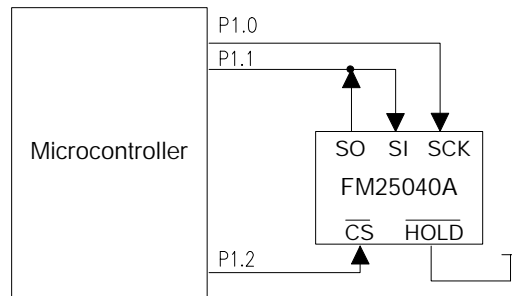 P1.0
P1.1
Microcontroller
SO SI SCK
FM25040A
CS HOLD
P1.2